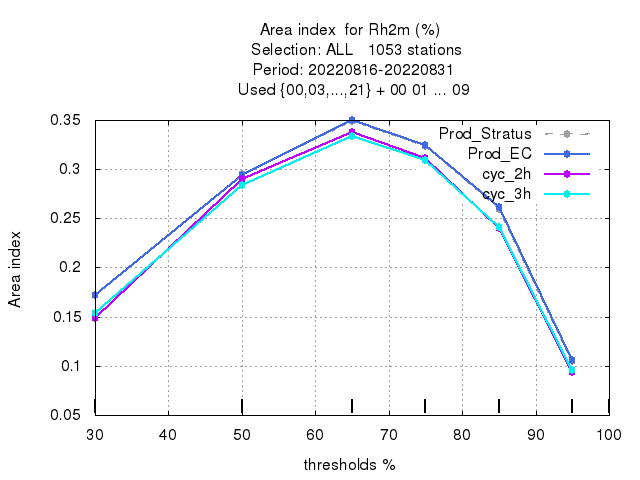 Area index for Rh2m (%)
Selection: ALL 1053 stations
Period: 20220816-20220831
Used {00,03,...,21} + 00 01 ... 09
0.35
0.3
0.25
0.2
0.15
0.1
0.05
Area index
Prod_Stratus
Prod_EC
cyc_2h
cyc_3h
30 40 50 60 70 80 90 100
thresholds %